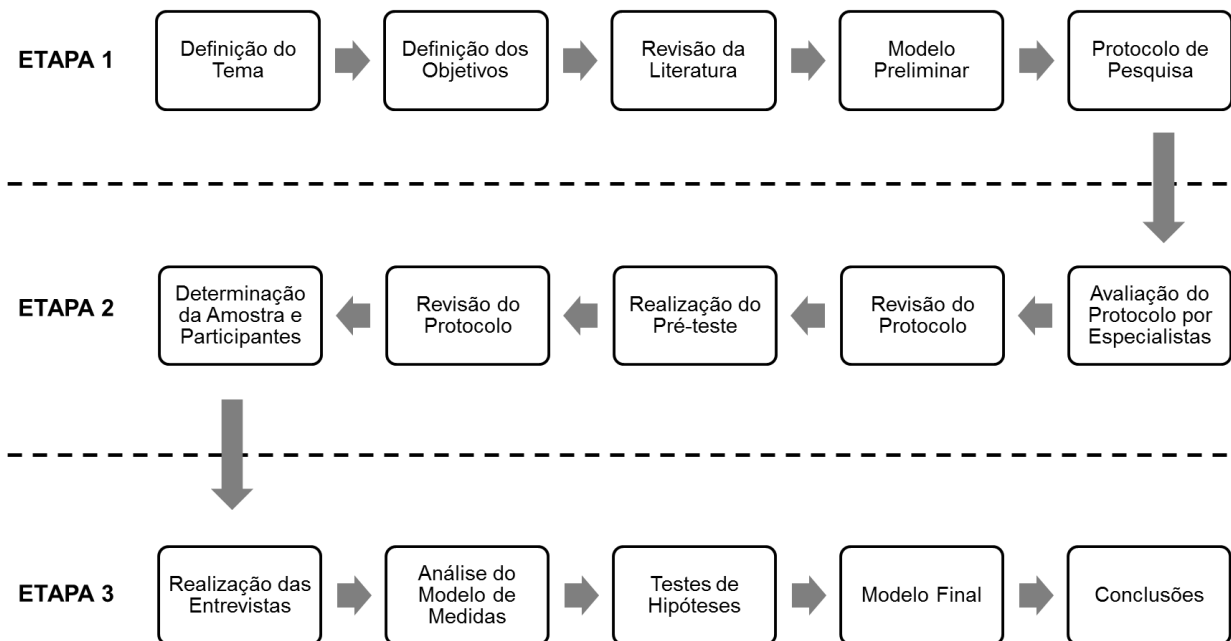 ETAPA 1
Definição do
Tema
Definição dos
Objetivos
Revisão da
Literatura
Modelo
Preliminar
Protocolo de
Pesquisa
ETAPA 2
Determinação
da Amostra e
Participantes
Revisão do
Protocolo
Realização do
Pré-teste
Revisão do
Protocolo
Avaliação do
Protocolo por
Especialistas
ETAPA 3
Realização das
Entrevistas
Análise do
Modelo de
Medidas
Testes de
Hipóteses
Modelo Final
Conclusões